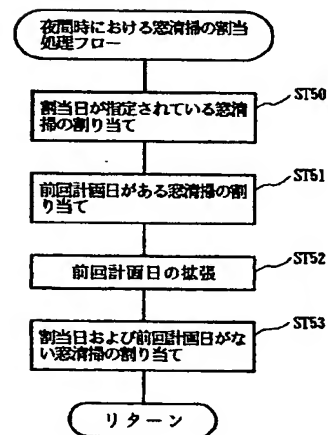 夜間時における窓清掃の割当
処理フロー
ST50
割当日が指定されている窓清
掃の割り当て
ST51
前回計画日がある窓清掃の割
り当て
ST52
前回計画日の拡張
ST53
割当日および前回計画日がな
い窓清掃の割り当て
リターン